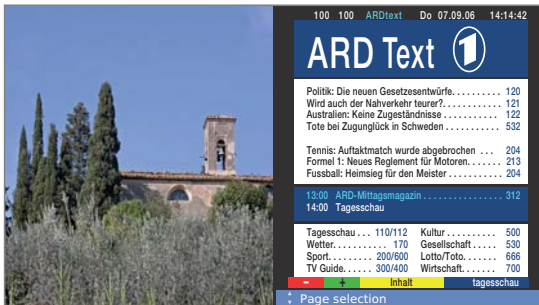 100 100 ARDtext Do 07.09.06 14:14:42
ARD Text 1
Politik: Die neuen Gesetzesentwürfe.......... 120
Wird auch der Nahverkehr teurer?........... 121
Australien: Keine Zugeständnisse ........... 122
Tote bei Zugunglück in Schweden ........... 532
Tennis: Auftaktmatch wurde abgebrochen ... 204
Formel 1: Neues Reglement für Motoren....... 213
Fussball: Heimsieg für den Meister ........... 204
13:00 ARD-Mittagsmagazin ................. 312
14:00 Tagesschau
Tagesschau ... 110/112 Kultur ........ 500
Wetter.......... 170 Gesellschaft ..... 530
Sport........ 200/600 Lotto/Toto....... 666
TV Guide...... 300/400 Wirtschaft....... 700
- + Inhalt tagesschau
Page selection